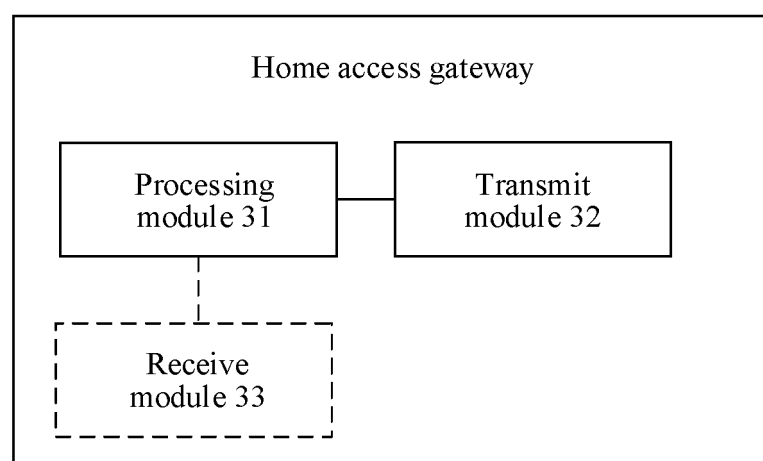 Home access gateway
Processing
module 31
Transmit
module 32
Receive
module 33